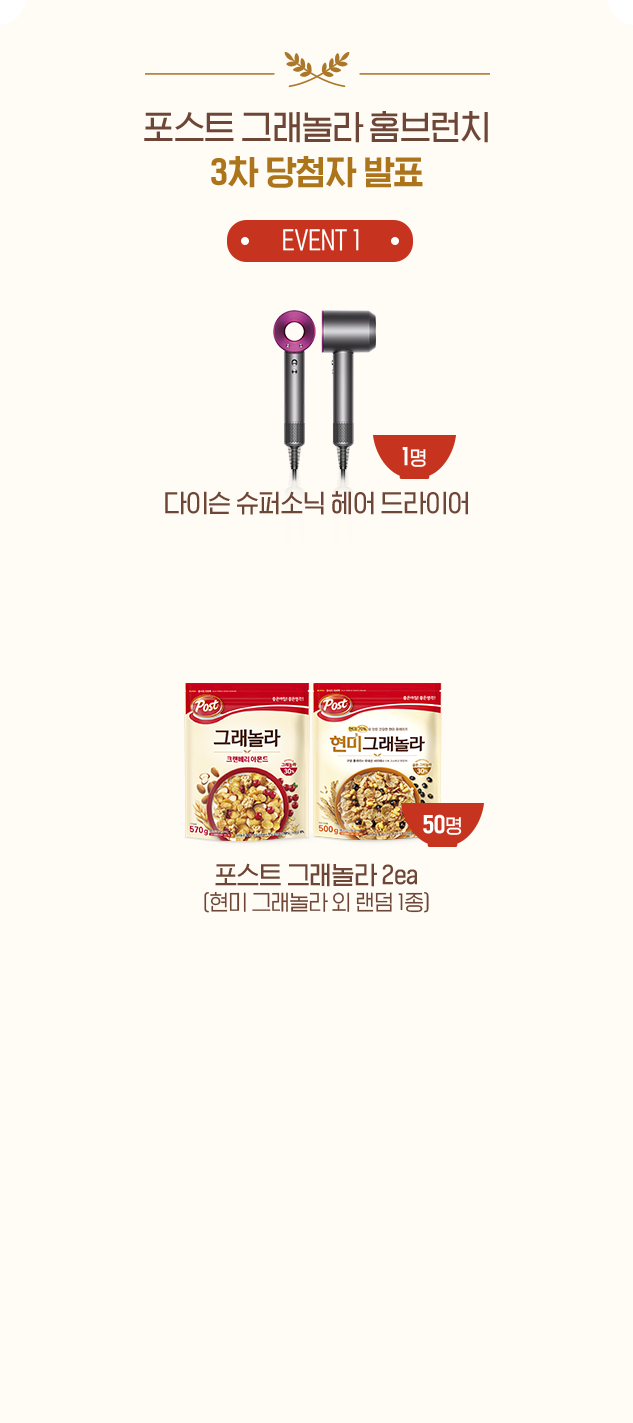 포스트 그래놀라 홈브런치
3차 당첨자 발표
EVENT 1
1명
다이슨 슈퍼소닉 헤어 드라이어
Post
그래놀라
크랜베리 아몬드
30%
570g
Post
현미그래놀라
30%
500g
50명
포스트 그래놀라 2ea
(현미 그래놀라 외 랜덤 1종)